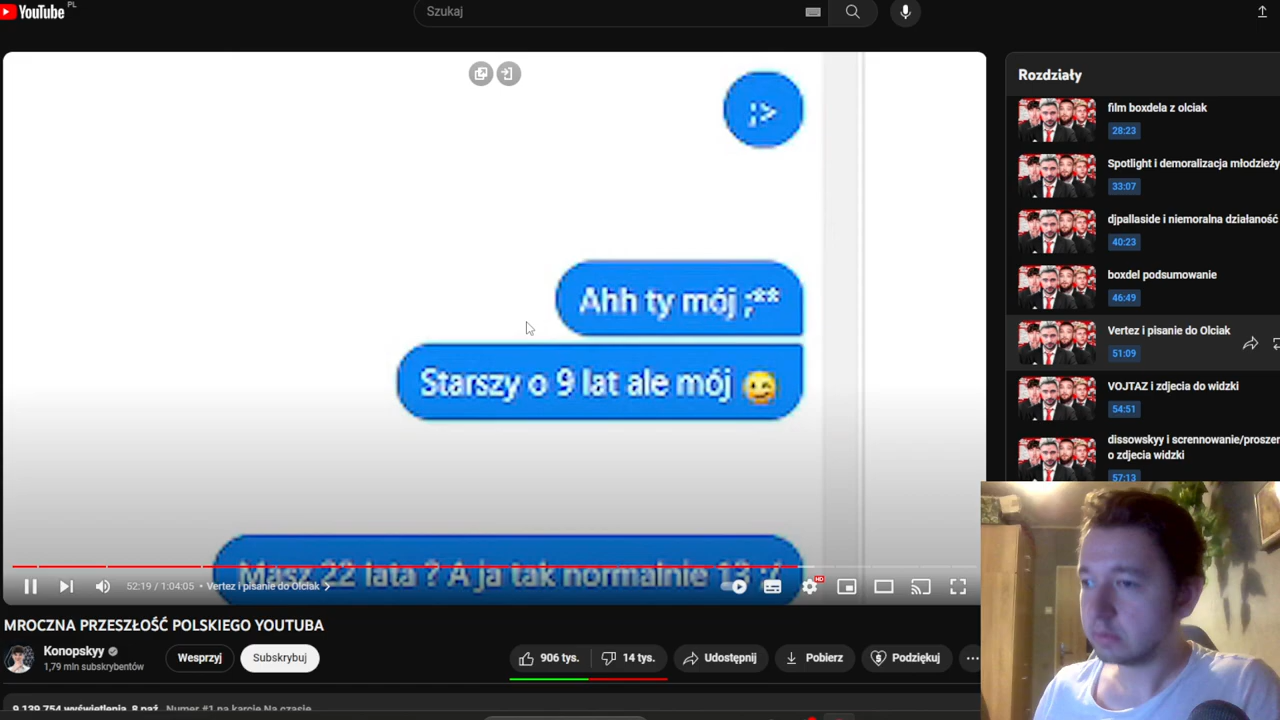 YouTube PL
Szukaj
;>
Ahh ty mój ;**
Starszy o 9 lat ale mój 😉
Masz 22 lata ? A ja tak normalnie 13 :/
52:19 / 1:04:05 • Vertez i pisanie do Olciak >
HD
MROCZNA PRZESZŁOŚĆ POLSKIEGO YOUTUBA
Konopskyy
1,79 mln subskrybentów
Wesprzyj
Subskrybuj
906 tys.
14 tys.
Udostępnij
Pobierz
Podziękuj
9 139 754 wyświetlenia 8 paź Numer #1 na karcie Na czasie
Rozdziały
film boxdela z olciak
28:23
Spotlight i demoralizacja młodzieży
33:07
djpallaside i niemoralna działaność
40:23
boxdel podsumowanie
46:49
Vertez i pisanie do Olciak
51:09
VOJTAZ i zdjecia do widzki
54:51
dissowskyy i scrennowanie/proszer
o zdjecia widzki
57:13